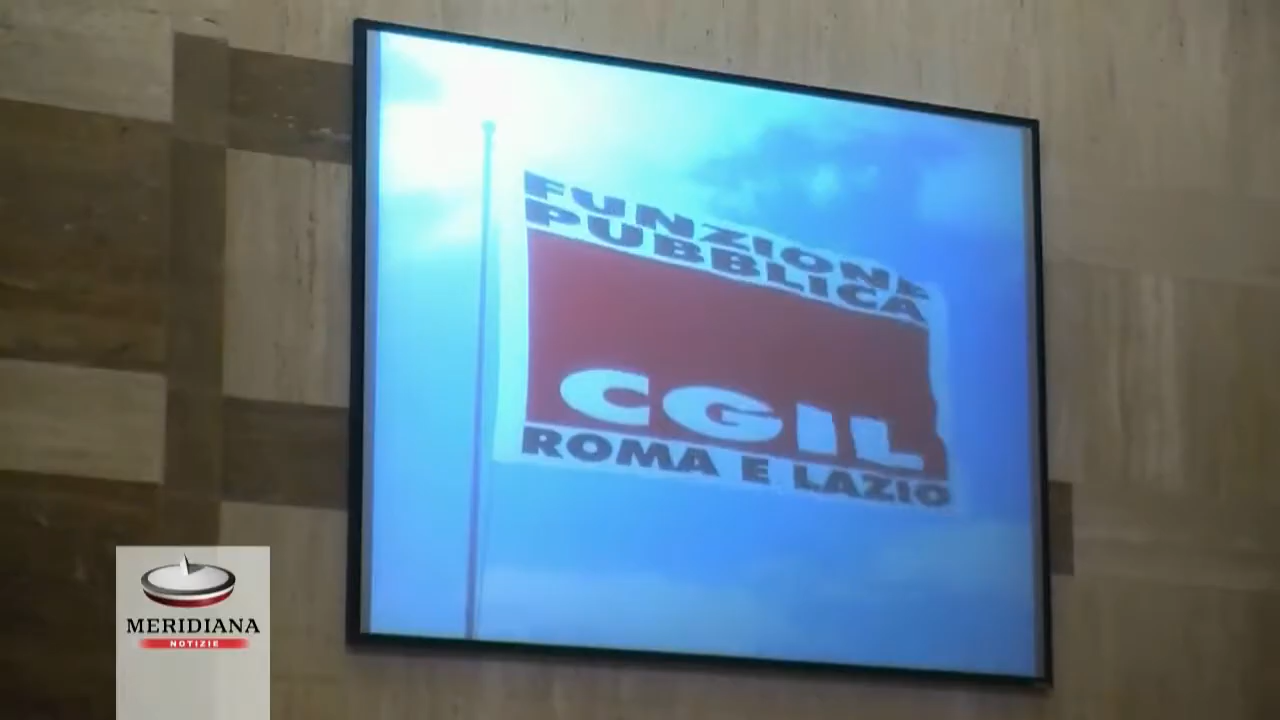 FUNZIONE
PUBBLICA
CGIL
ROMA E LAZIO
MERIDIANA
NOTIZIE